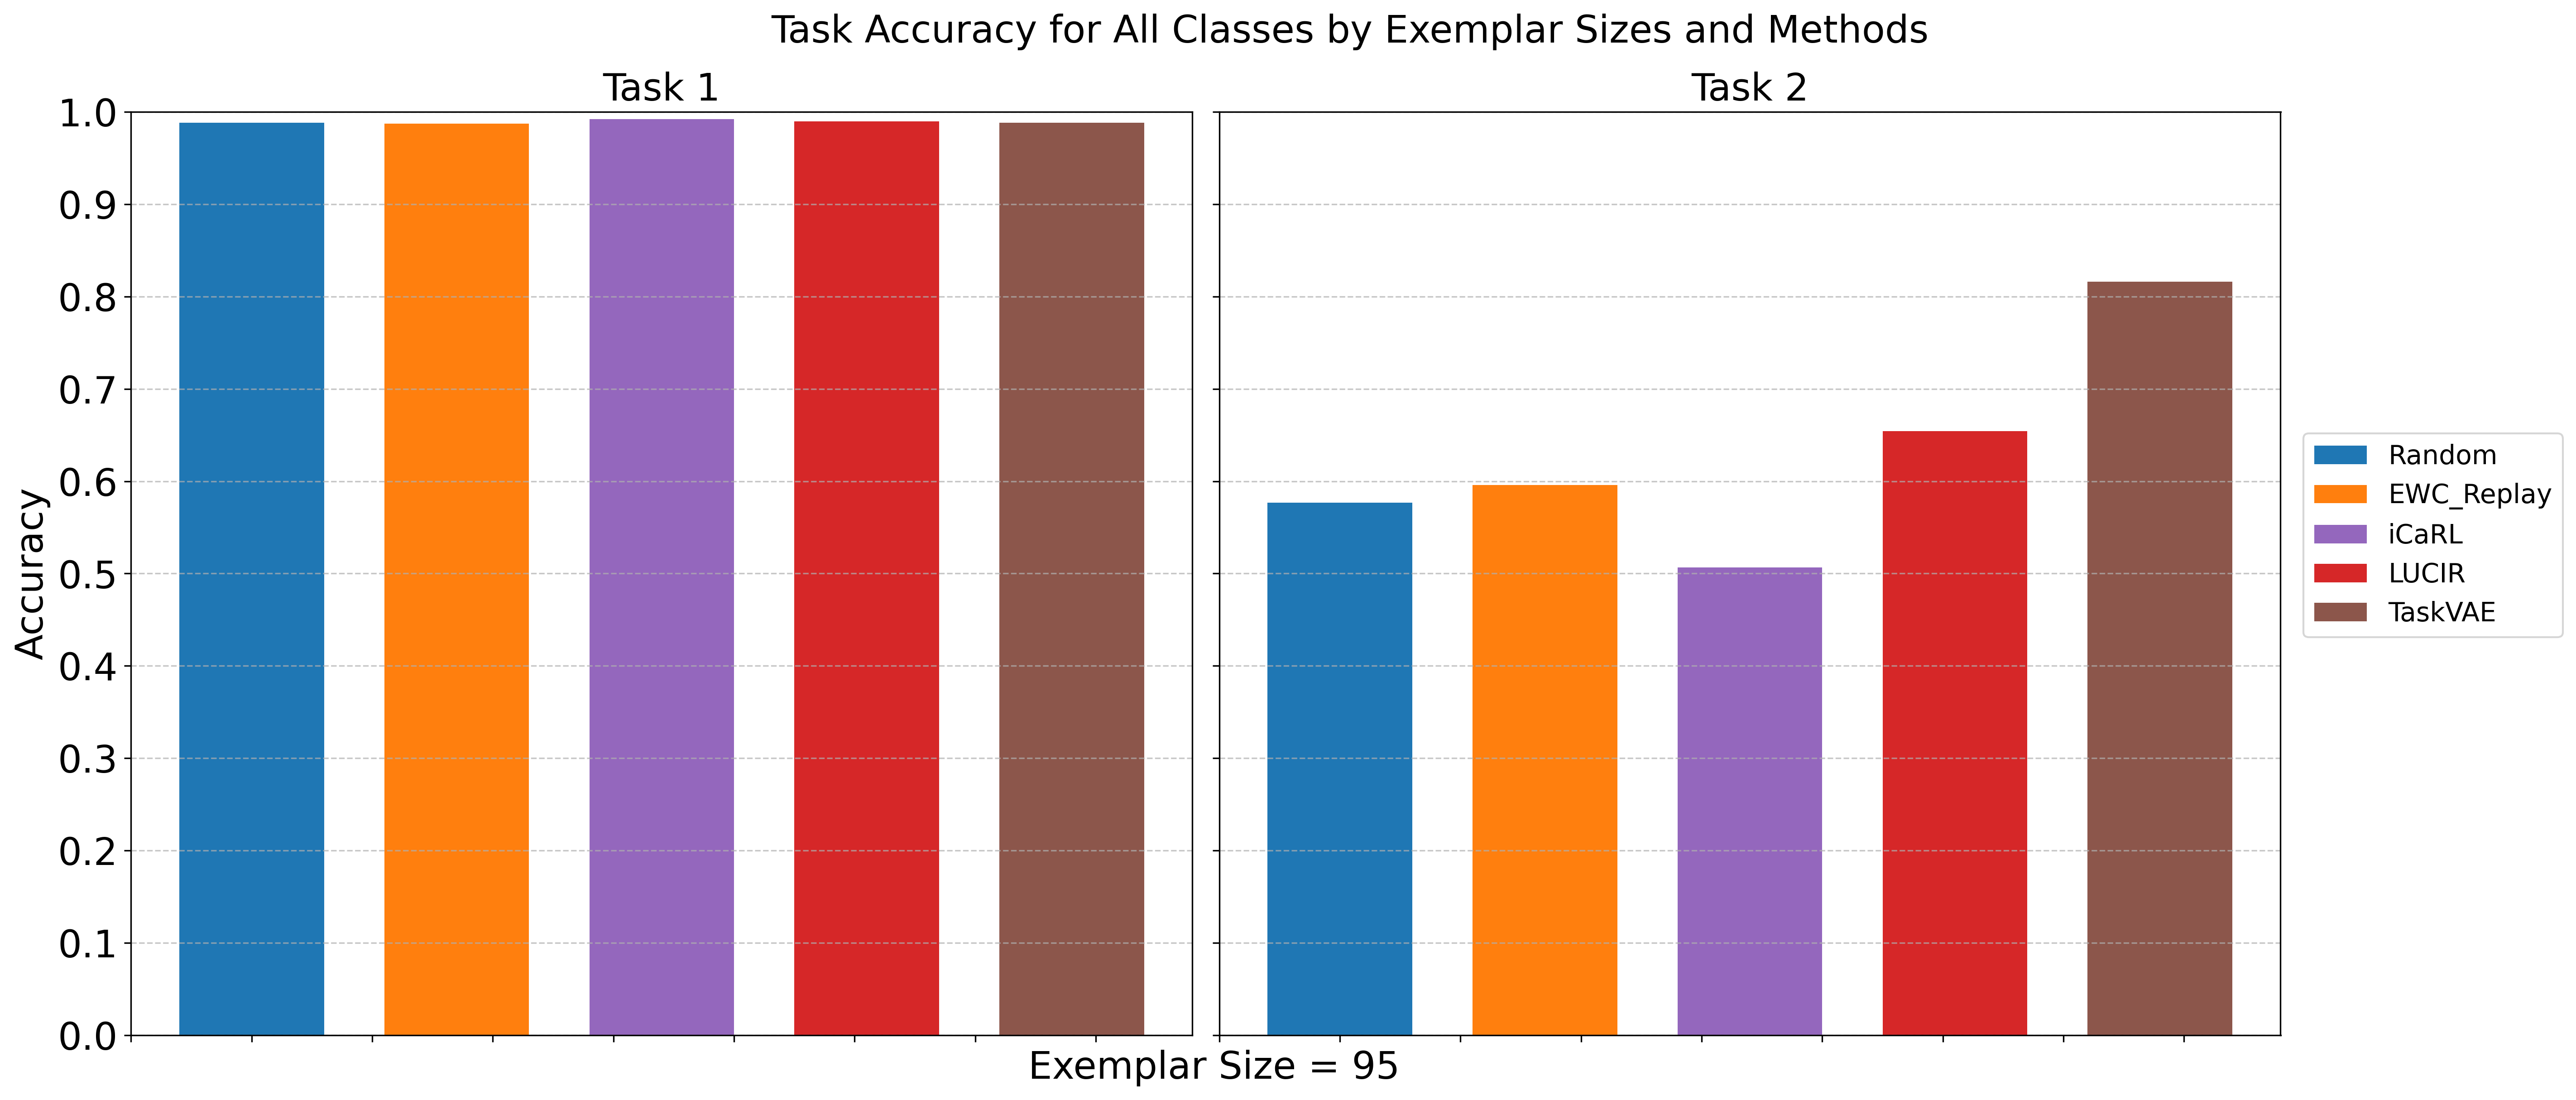 Task Accuracy for All Classes by Exemplar Sizes and Methods
Task 1
Task 2
Accuracy
1.0
0.9
0.8
0.7
0.6
0.5
0.4
0.3
0.2
0.1
0.0
Exemplar Size = 95
Random
EWC_Replay
iCaRL
LUCIR
TaskVAE